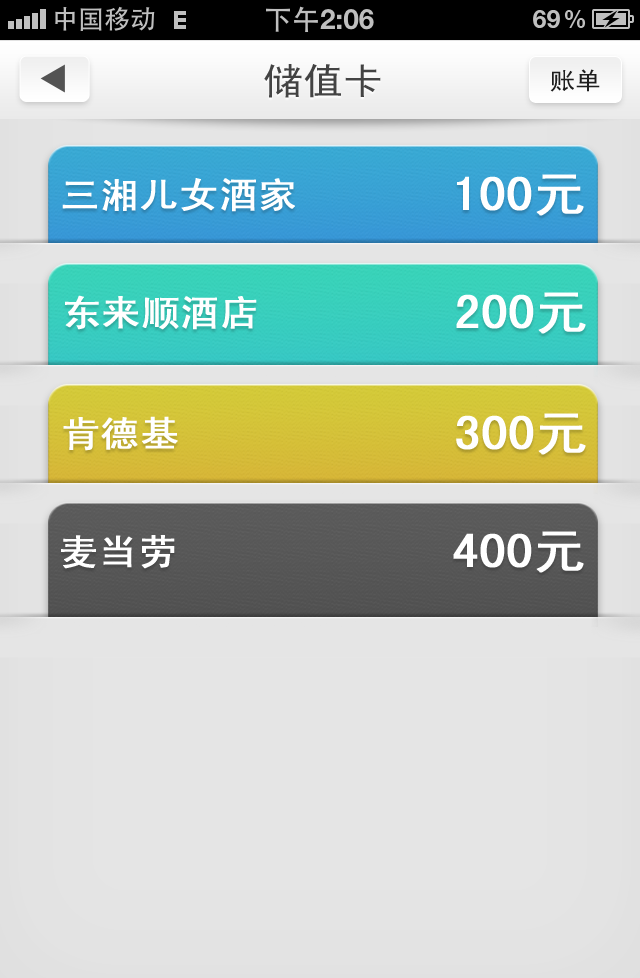 中国移动 E 下午2:06 69%
储值卡 账单
三湘儿女酒家 100元
东来顺酒店 200元
肯德基 300元
麦当劳 400元